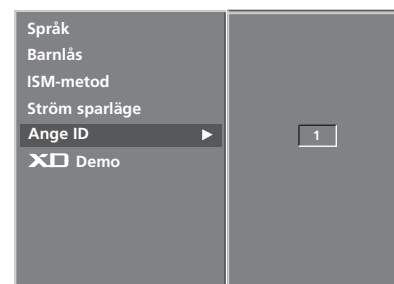 Språk
Barnlås
ISM-metod
Ström sparläge
Ange ID
1
XD Demo